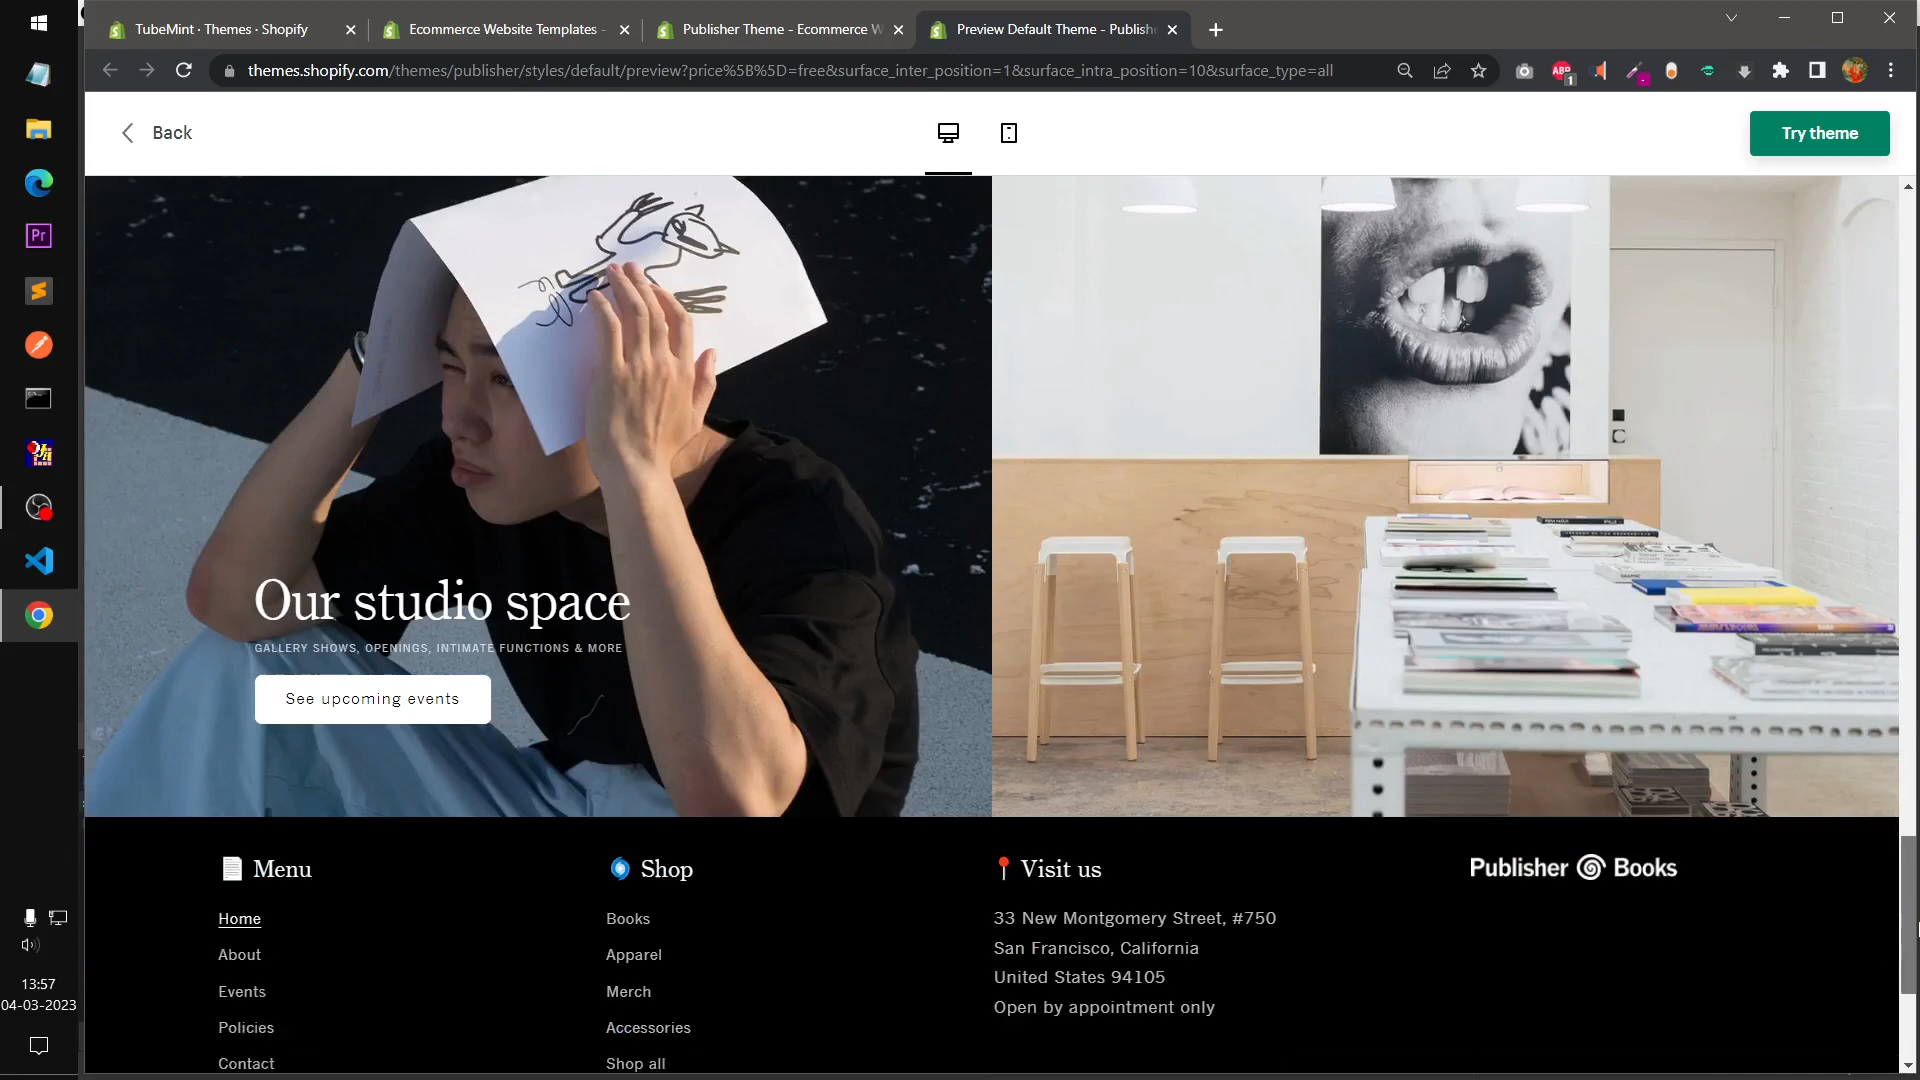 TubeMint · Themes · Shopify
Ecommerce Website Templates -
Publisher Theme - Ecommerce W
Preview Default Theme - Publish
themes.shopify.com/themes/publisher/styles/default/preview?price%5B%5D=free&surface_inter_position=1&surface_intra_position=10&surface_type=all
ABP
1
Back
Try theme
Pr
Our studio space
GALLERY SHOWS, OPENINGS, INTIMATE FUNCTIONS & MORE
See upcoming events
Menu
Home
About
Events
Policies
Contact
Shop
Books
Apparel
Merch
Accessories
Shop all
Visit us
33 New Montgomery Street, #750
San Francisco, California
United States 94105
Open by appointment only
Publisher Books
13:57
04-03-2023